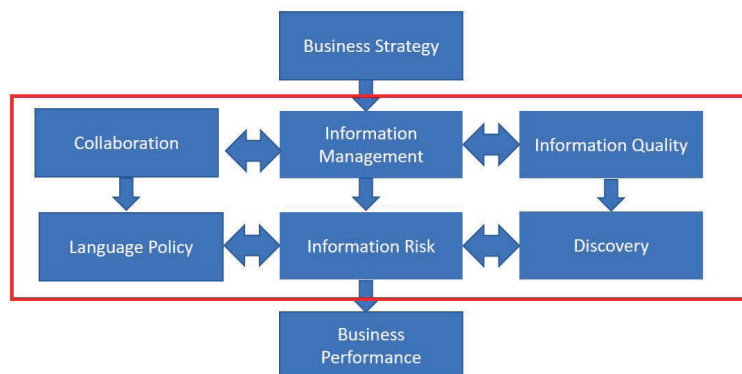 Business Strategy
Collaboration
Information
Management
Information Quality
Language Policy
Information Risk
Discovery
Business
Performance